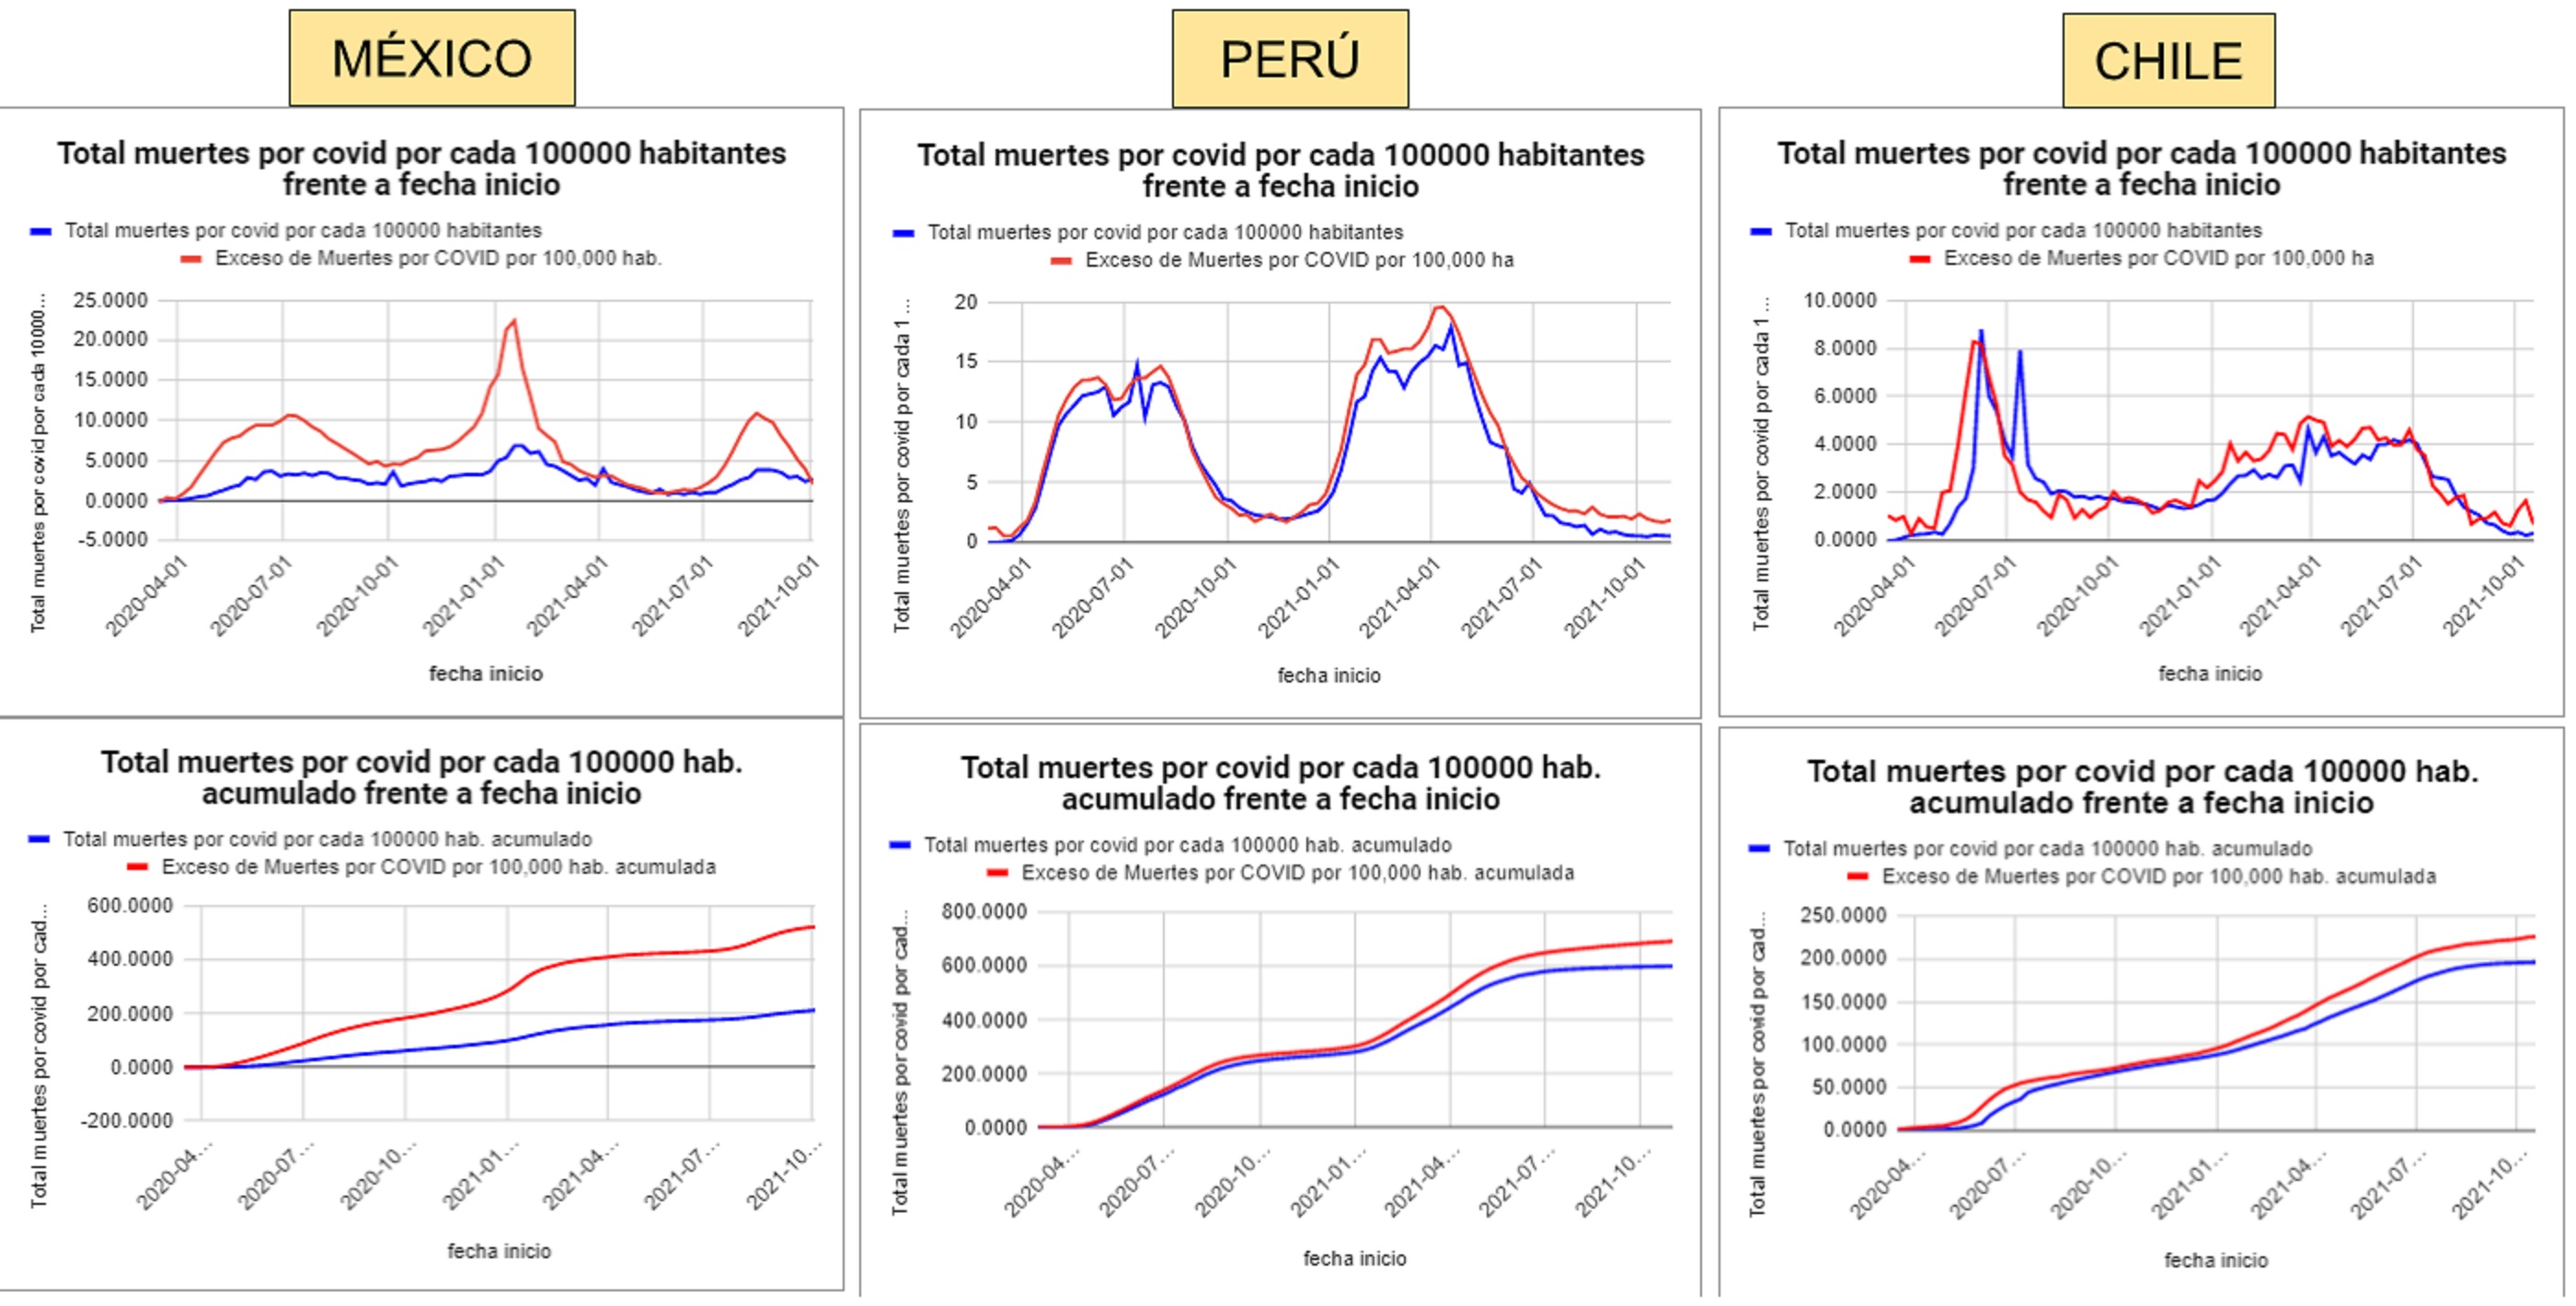 MÉXICO
Total muertes por covid por cada 100000 habitantes
frente a fecha inicio
Total muertes por covid por cada 100000 habitantes
Exceso de Muertes por COVID por 100,000 hab.
Total muertes por covid por cada 10000...
25.0000
20.0000
15.0000
10.0000
5.0000
0.0000
-5.0000
2020-04-01
2020-07-01
2020-10-01
2021-01-01
2021-04-01
2021-07-01
2021-10-01
fecha inicio
PERÚ
Total muertes por covid por cada 100000 habitantes
frente a fecha inicio
Total muertes por covid por cada 100000 habitantes
Exceso de Muertes por COVID por 100,000 ha
Total muertes por covid por cada 1 ...
20
15
10
5
0
2020-04-01
2020-07-01
2020-10-01
2021-01-01
2021-04-01
2021-07-01
2021-10-01
fecha inicio
CHILE
Total muertes por covid por cada 100000 habitantes
frente a fecha inicio
Total muertes por covid por cada 100000 habitantes
Exceso de Muertes por COVID por 100,000 ha
Total muertes por covid por cada 1 ...
10.0000
8.0000
6.0000
4.0000
2.0000
0.0000
2020-04-01
2020-07-01
2020-10-01
2021-01-01
2021-04-01
2021-07-01
2021-10-01
fecha inicio
Total muertes por covid por cada 100000 hab.
acumulado frente a fecha inicio
Total muertes por covid por cada 100000 hab. acumulado
Exceso de Muertes por COVID por 100,000 hab. acumulada
Total muertes por covid por cad...
600.0000
400.0000
200.0000
0.0000
-200.0000
2020-04...
2020-07...
2020-10...
2021-01...
2021-04...
2021-07...
2021-10...
fecha inicio
Total muertes por covid por cada 100000 hab.
acumulado frente a fecha inicio
Total muertes por covid por cada 100000 hab. acumulado
Exceso de Muertes por COVID por 100,000 hab. acumulada
Total muertes por covid por cad...
800.0000
600.0000
400.0000
200.0000
0.0000
2020-04...
2020-07...
2020-10...
2021-01...
2021-04...
2021-07...
2021-10...
fecha inicio
Total muertes por covid por cada 100000 hab.
acumulado frente a fecha inicio
Total muertes por covid por cada 100000 hab. acumulado
Exceso de Muertes por COVID por 100,000 hab. acumulada
Total muertes por covid por cad...
250.0000
200.0000
150.0000
100.0000
50.0000
0.0000
2020-04...
2020-07...
2020-10...
2021-01...
2021-04...
2021-07...
2021-10...
fecha inicio